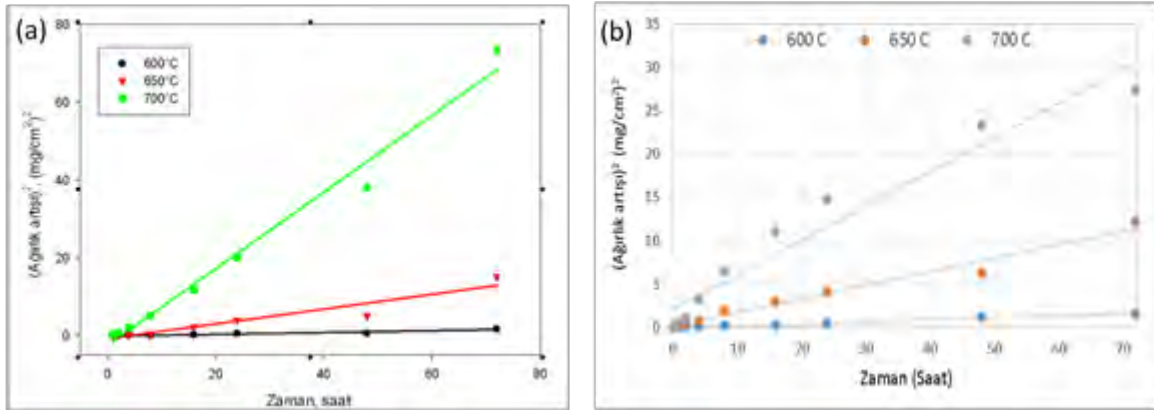 (a)
80
60
40
20
0
(Ağırlık artışı)², (mg/cm²)²
600°C
650°C
700°C
0 20 40 60 80
Zaman, saat
(b)
35
30
25
20
15
10
5
0
(Ağırlık artışı)² (mg/cm²)²
600 C 650 C 700 C
0 10 20 30 40 50 60 70
Zaman (Saat)